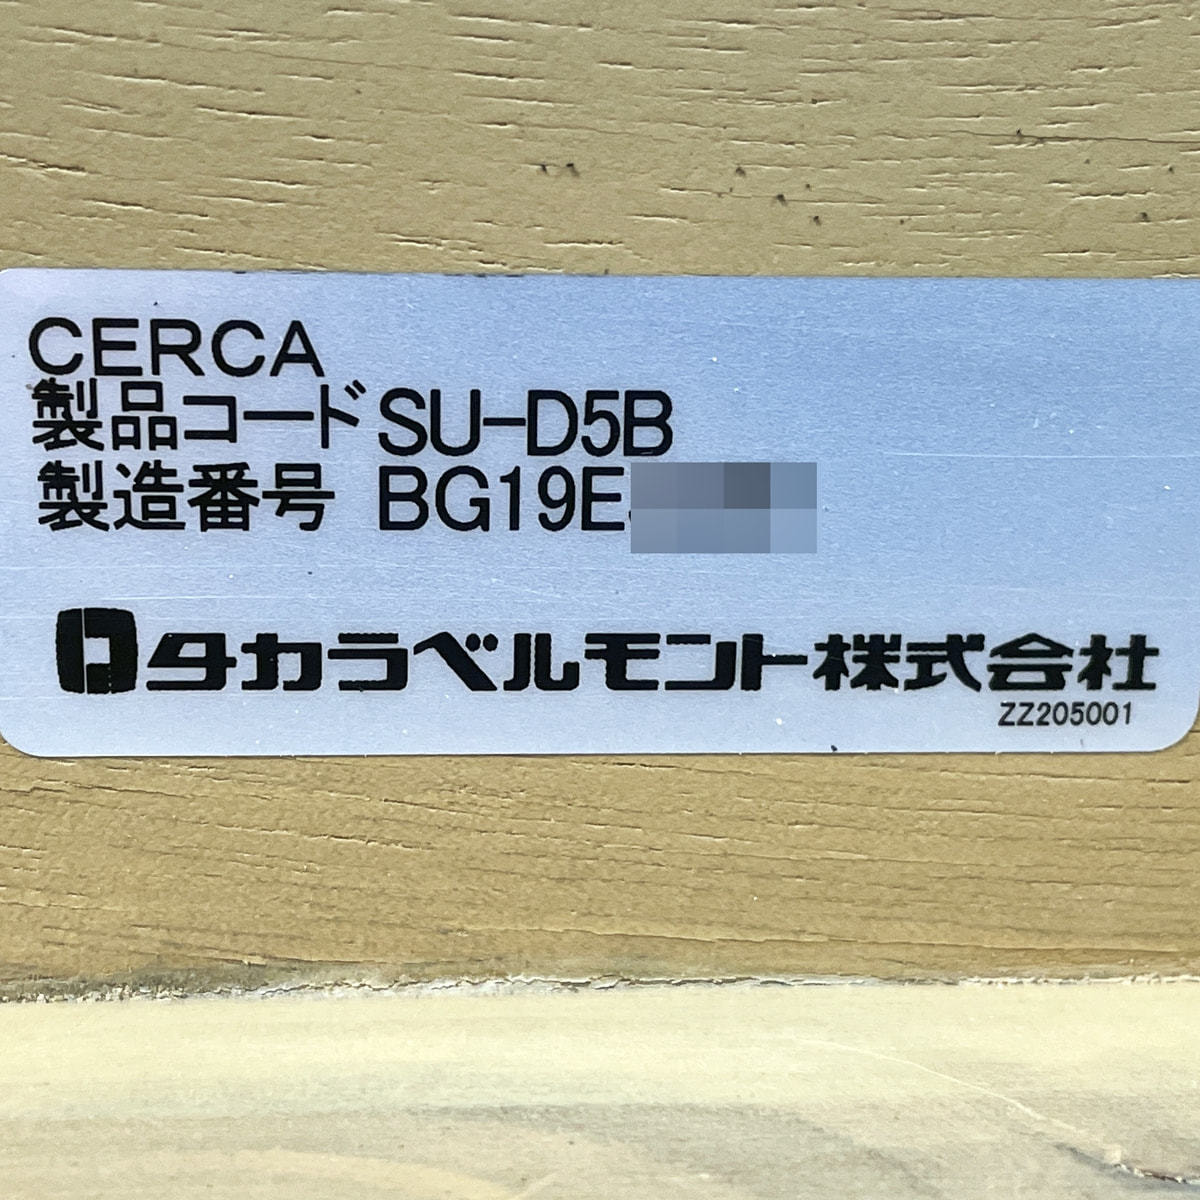 CERCA
製品コード SU-D5B
製造番号 BG19E
タカラベルモント株式会社
ZZ205001